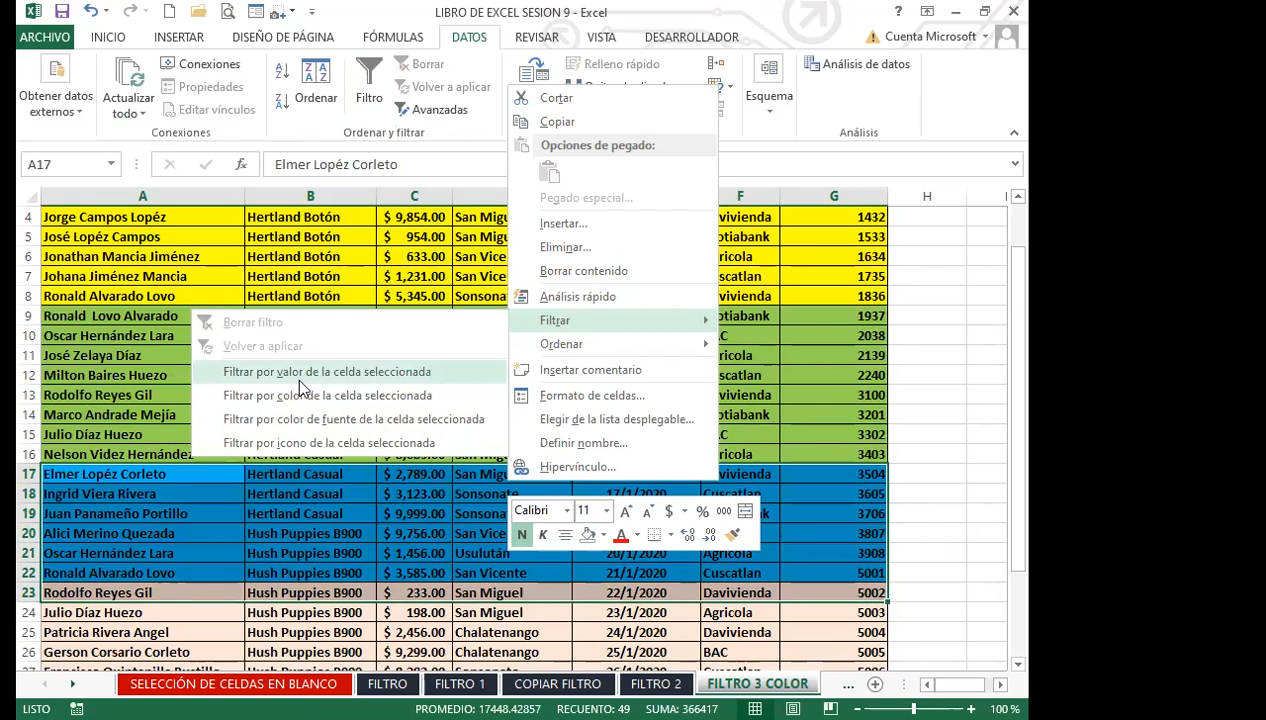 LIBRO DE EXCEL SESION 9 - Excel
ARCHIVO INICIO INSERTAR DISEÑO DE PÁGINA FÓRMULAS DATOS REVISAR VISTA DESARROLLADOR Cuenta Microsoft
Obtener datos externos
Actualizar todo
Conexiones
Propiedades
Editar vínculos
Conexiones
Ordenar
Filtro
Borrar
Volver a aplicar
Avanzadas
Ordenar y filtrar
Relleno rápido
Esquema
Análisis de datos
Análisis
A17 Elmer Lopéz Corleto
A B C F G H
4 Jorge Campos Lopéz Hertland Botón $ 9,854.00 1432
5 José Lopéz Campos Hertland Botón $ 954.00 1533
6 Jonathan Mancia Jiménez Hertland Botón $ 633.00 1634
7 Johana Jiménez Mancia Hertland Botón $ 1,231.00 1735
8 Ronald Alvarado Lovo Hertland Botón $ 5,345.00 1836
9 Ronald Lovo Alvarado 1937
10 Oscar Hernández Lara 2038
11 José Zelaya Díaz 2139
12 Milton Baires Huezo 2240
13 Rodolfo Reyes Gil 3100
14 Marco Andrade Mejía 3201
15 Julio Díaz Huezo 3302
16 Nelson Videz Hernández 3403
17 Elmer Lopéz Corleto Hertland Casual $ 2,789.00 3504
18 Ingrid Viera Rivera Hertland Casual $ 3,123.00 Sonsonate 17/1/2020 Cuscatlan 3605
19 Juan Panameño Portillo Hertland Casual $ 9,999.00 3706
20 Alici Merino Quezada Hush Puppies B900 $ 9,756.00 3807
21 Oscar Hernández Lara Hush Puppies B900 $ 1,456.00 Usulután 20/1/2020 Agricola 3908
22 Ronald Alvarado Lovo Hush Puppies B900 $ 3,585.00 San Vicente 21/1/2020 Cuscatlan 5001
23 Rodolfo Reyes Gil Hush Puppies B900 $ 233.00 San Miguel 22/1/2020 Davivienda 5002
24 Julio Díaz Huezo Hush Puppies B900 $ 198.00 San Miguel 23/1/2020 Agricola 5003
25 Patricia Rivera Angel Hush Puppies B900 $ 2,456.00 Chalatenango 24/1/2020 Davivienda 5004
26 Gerson Corsario Corleto Hush Puppies B900 $ 9,299.00 Chalatenango 25/1/2020 BAC 5005
Cortar
Copiar
Opciones de pegado:
Pegado especial...
Insertar...
Eliminar...
Borrar contenido
Análisis rápido
Filtrar
Ordenar
Insertar comentario
Formato de celdas...
Elegir de la lista desplegable...
Definir nombre...
Hipervínculo...
Borrar filtro
Volver a aplicar
Filtrar por valor de la celda seleccionada
Filtrar por color de la celda seleccionada
Filtrar por color de fuente de la celda seleccionada
Filtrar por icono de la celda seleccionada
Calibri 11 $ % 000
N K A
SELECCIÓN DE CELDAS EN BLANCO FILTRO FILTRO 1 COPIAR FILTRO FILTRO 2 FILTRO 3 COLOR ...
LISTO PROMEDIO: 17448.42857 RECUENTO: 49 SUMA: 366417 100 %